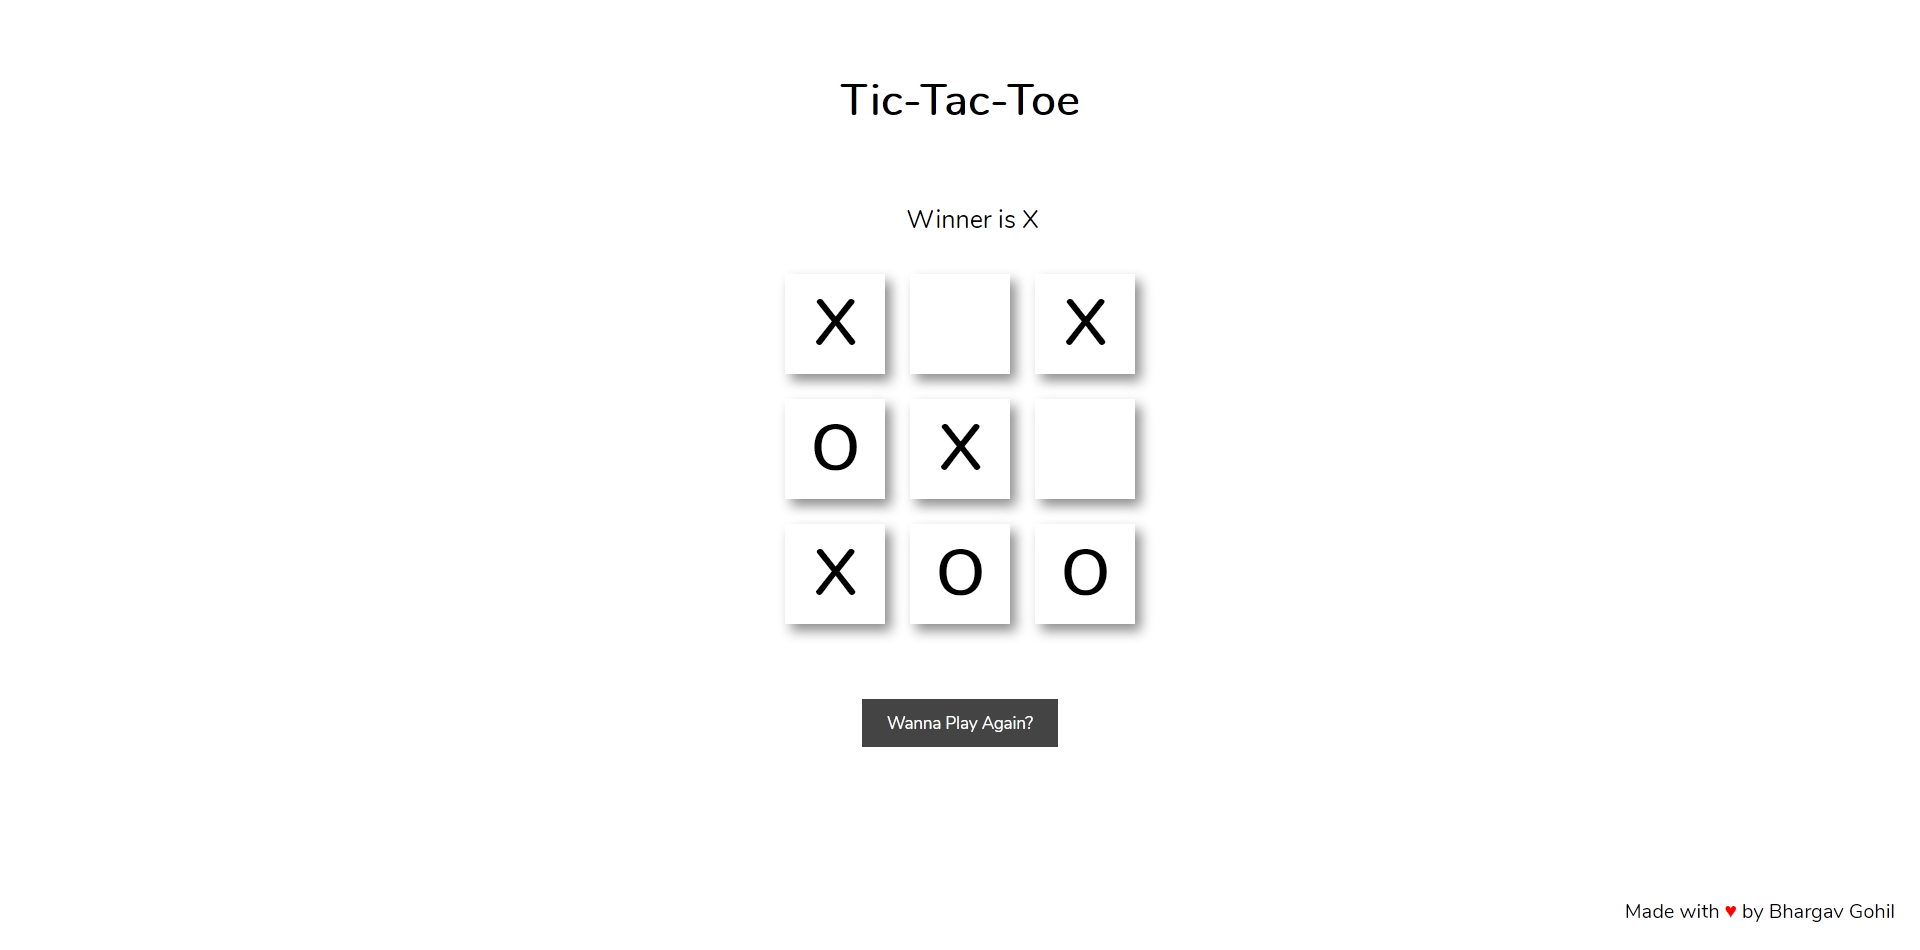 Tic-Tac-Toe
Winner is X
X X
O X
X O O
Wanna Play Again?
Made with ♥ by Bhargav Gohil